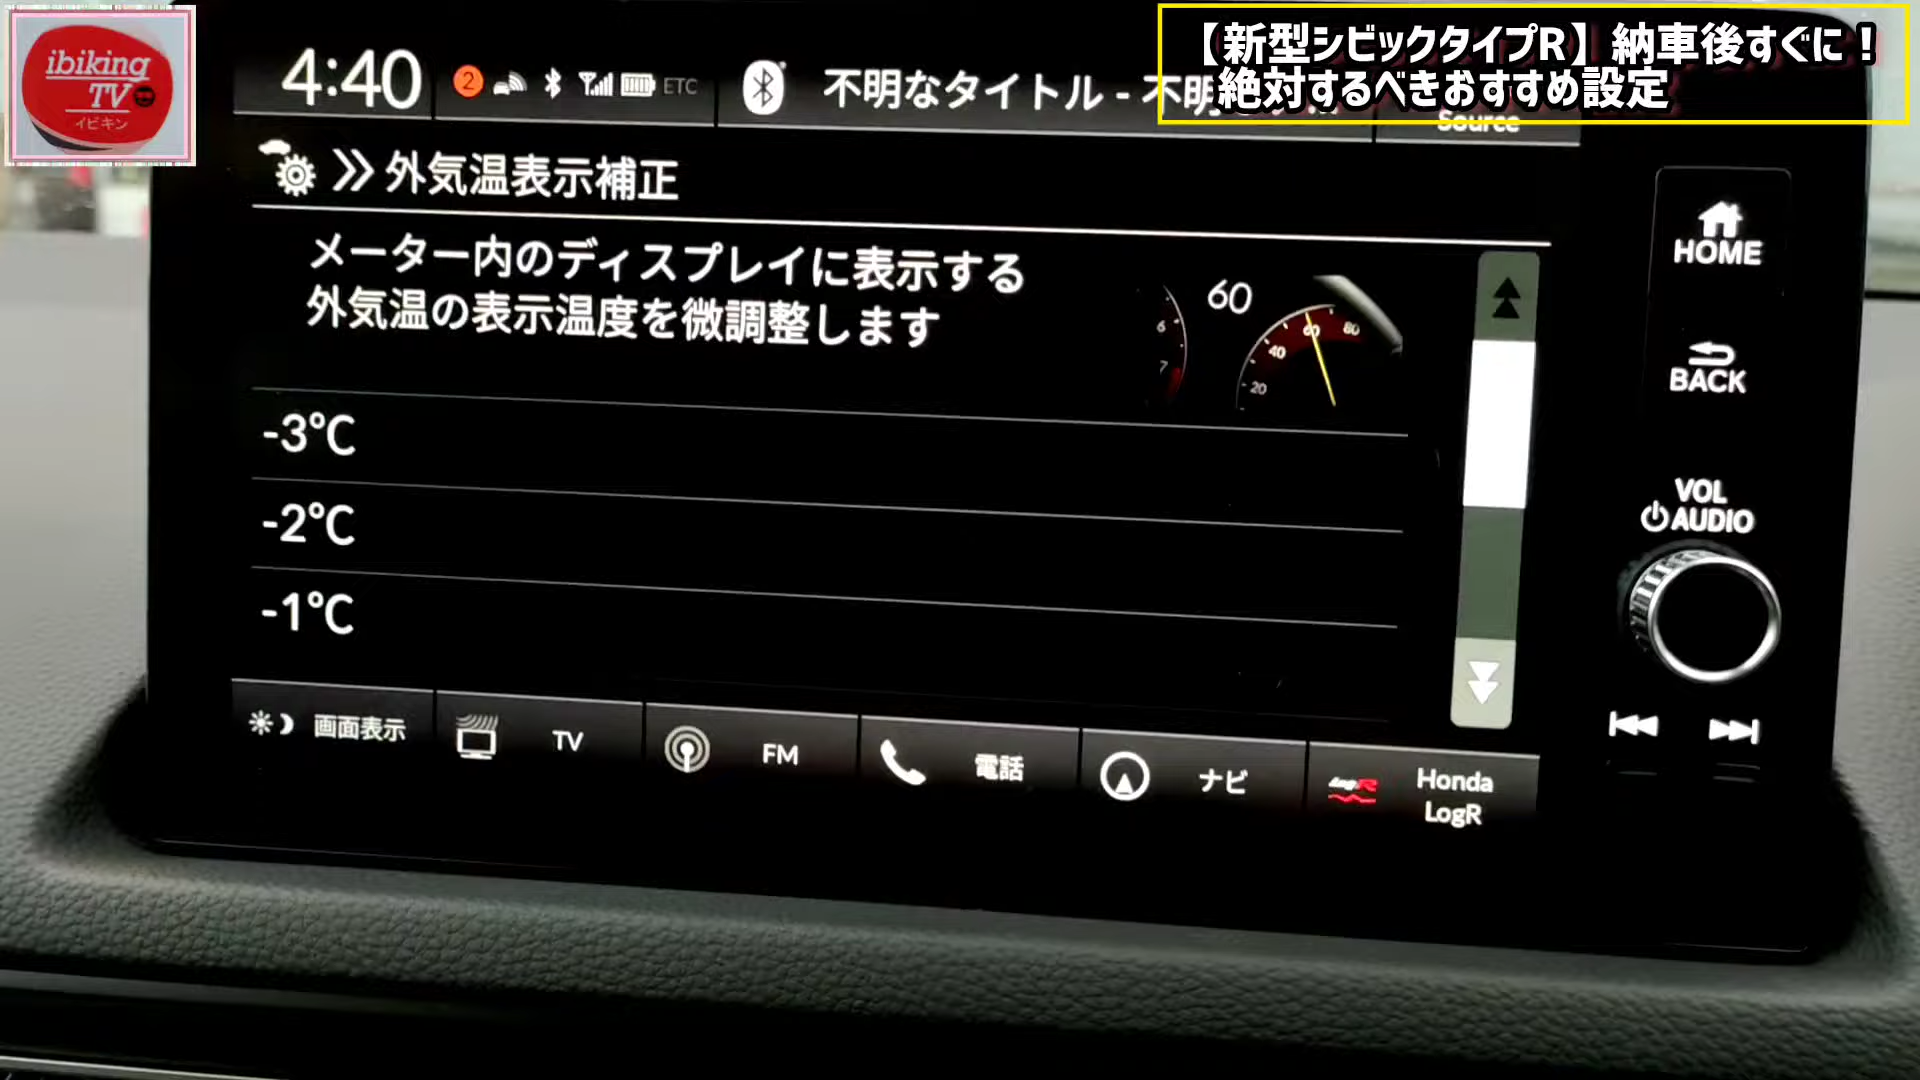 ibiking
TV
イビキン
【新型シビックタイプR】納車後すぐに！
絶対するべきおすすめ設定
4:40
2
ETC
不明なタイトル - 不明
Source
外気温表示補正
メーター内のディスプレイに表示する
外気温の表示温度を微調整します
6
7
60
20
40
60
80
-3℃
-2℃
-1℃
HOME
BACK
VOL
AUDIO
画面表示
TV
FM
電話
ナビ
Honda
LogR